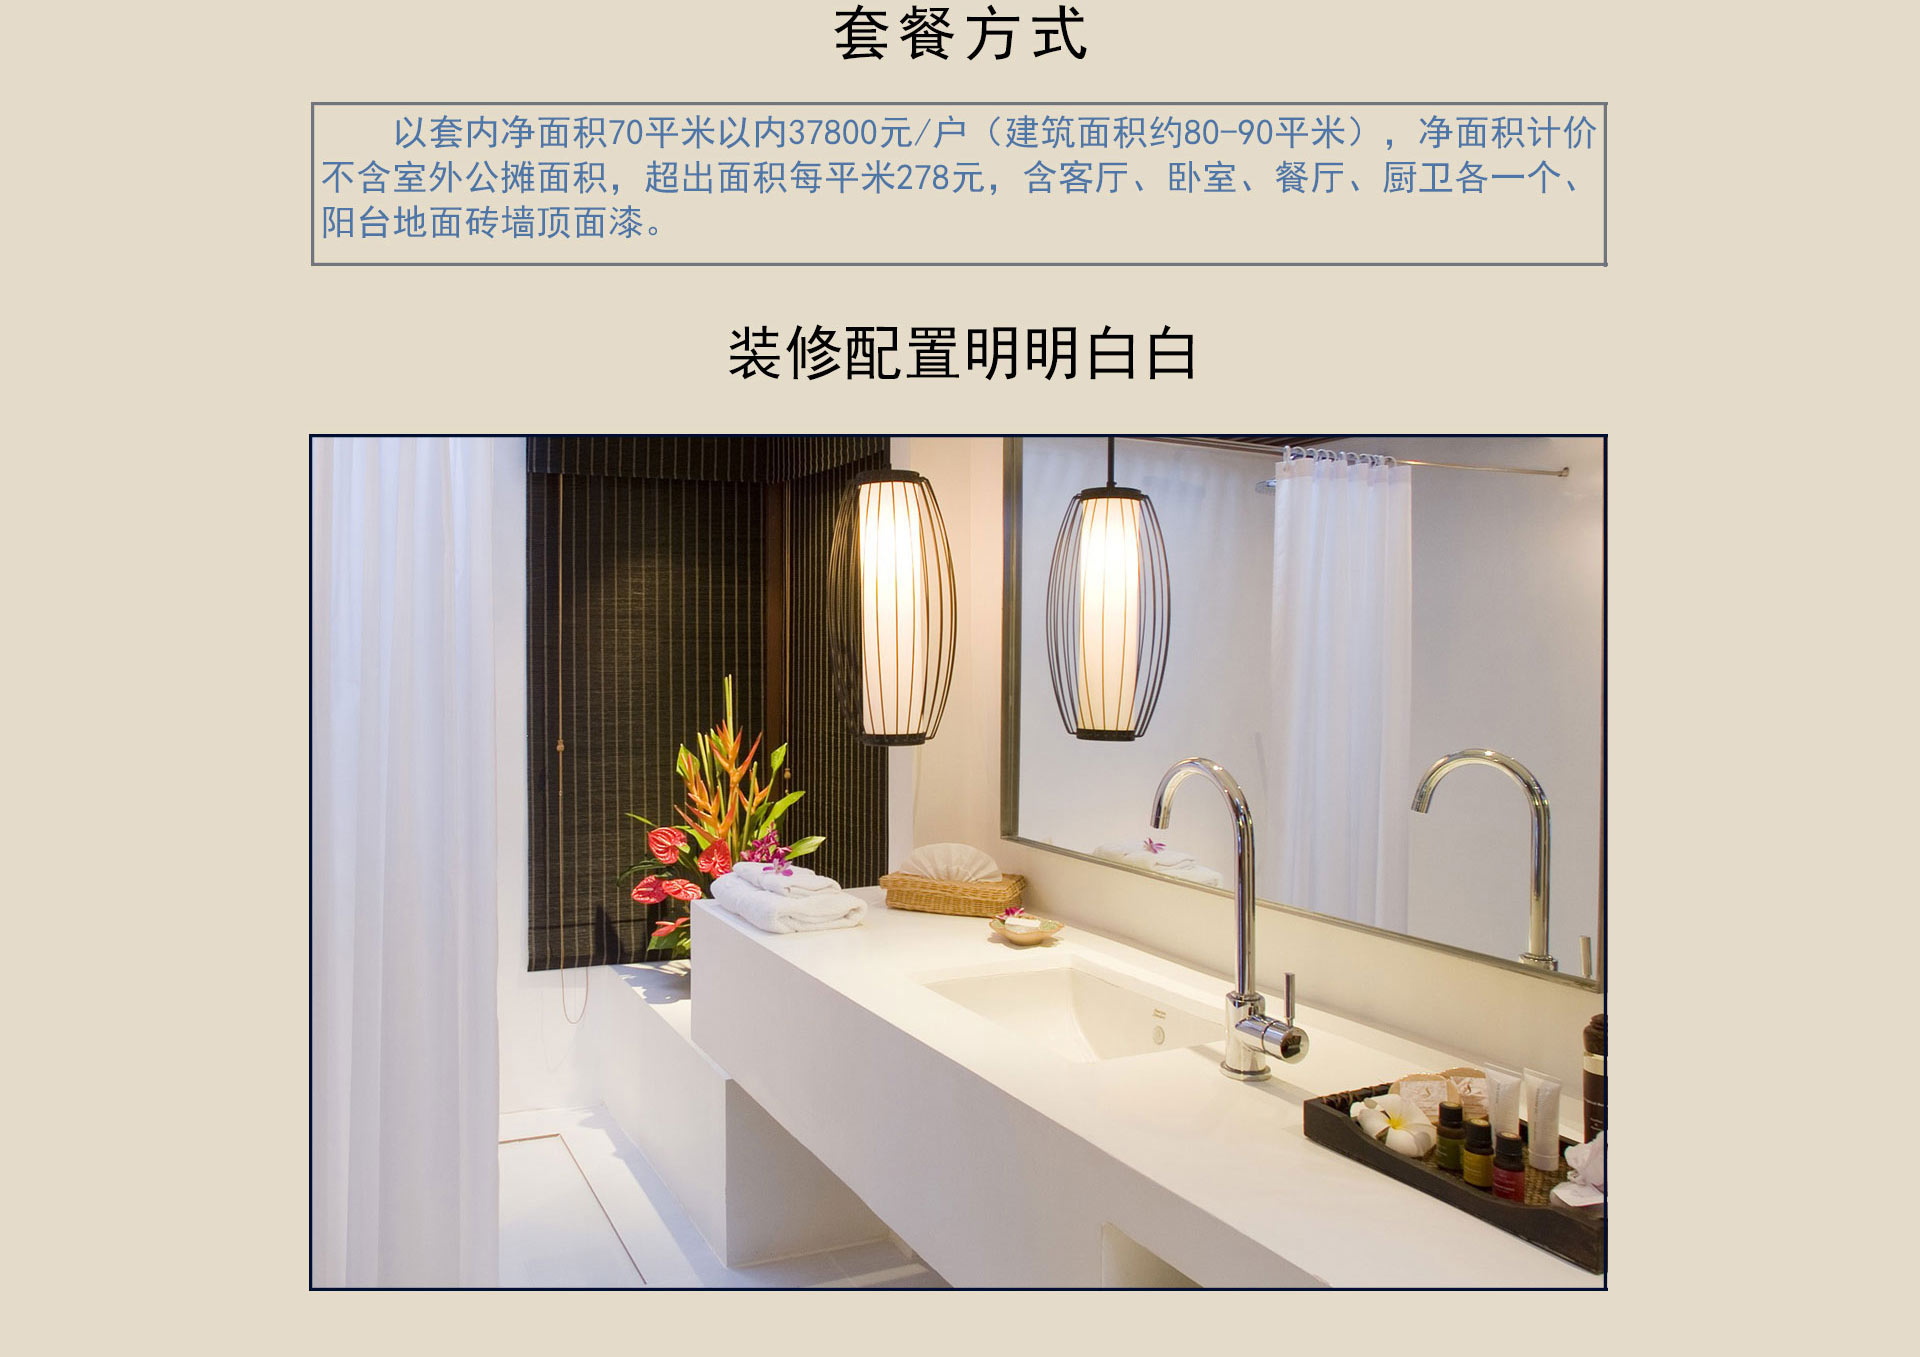 套餐方式
以套内净面积70平米以内37800元/户（建筑面积约80-90平米），净面积计价
不含室外公摊面积，超出面积每平米278元，含客厅、卧室、餐厅、厨卫各一个、
阳台地面砖墙顶面漆。
装修配置明明白白